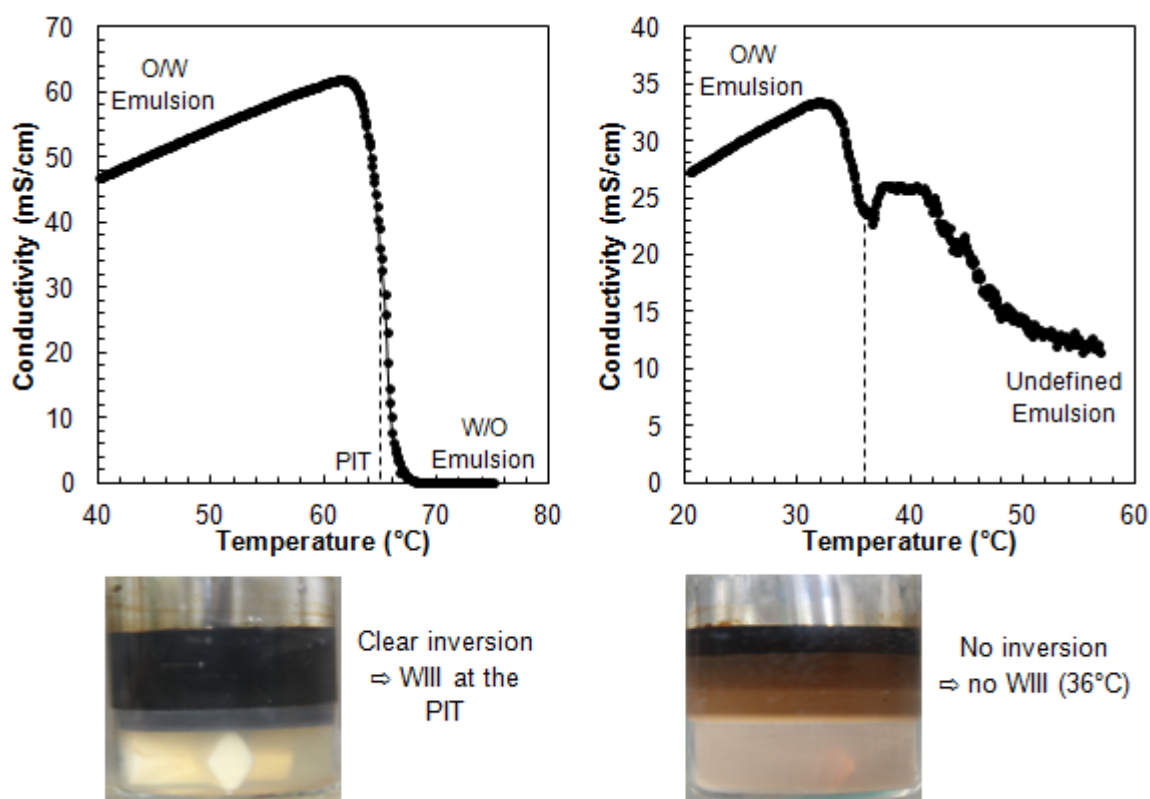 70
60
50
40
30
20
10
0
Conductivity (mS/cm)
O/W
Emulsion
PIT
W/O
Emulsion
40
50
60
70
80
Temperature (°C)
Clear inversion
⇨ WIII at the
PIT
40
35
30
25
20
15
10
5
0
Conductivity (mS/cm)
O/W
Emulsion
Undefined
Emulsion
20
30
40
50
60
Temperature (°C)
No inversion
⇨ no WIII (36°C)